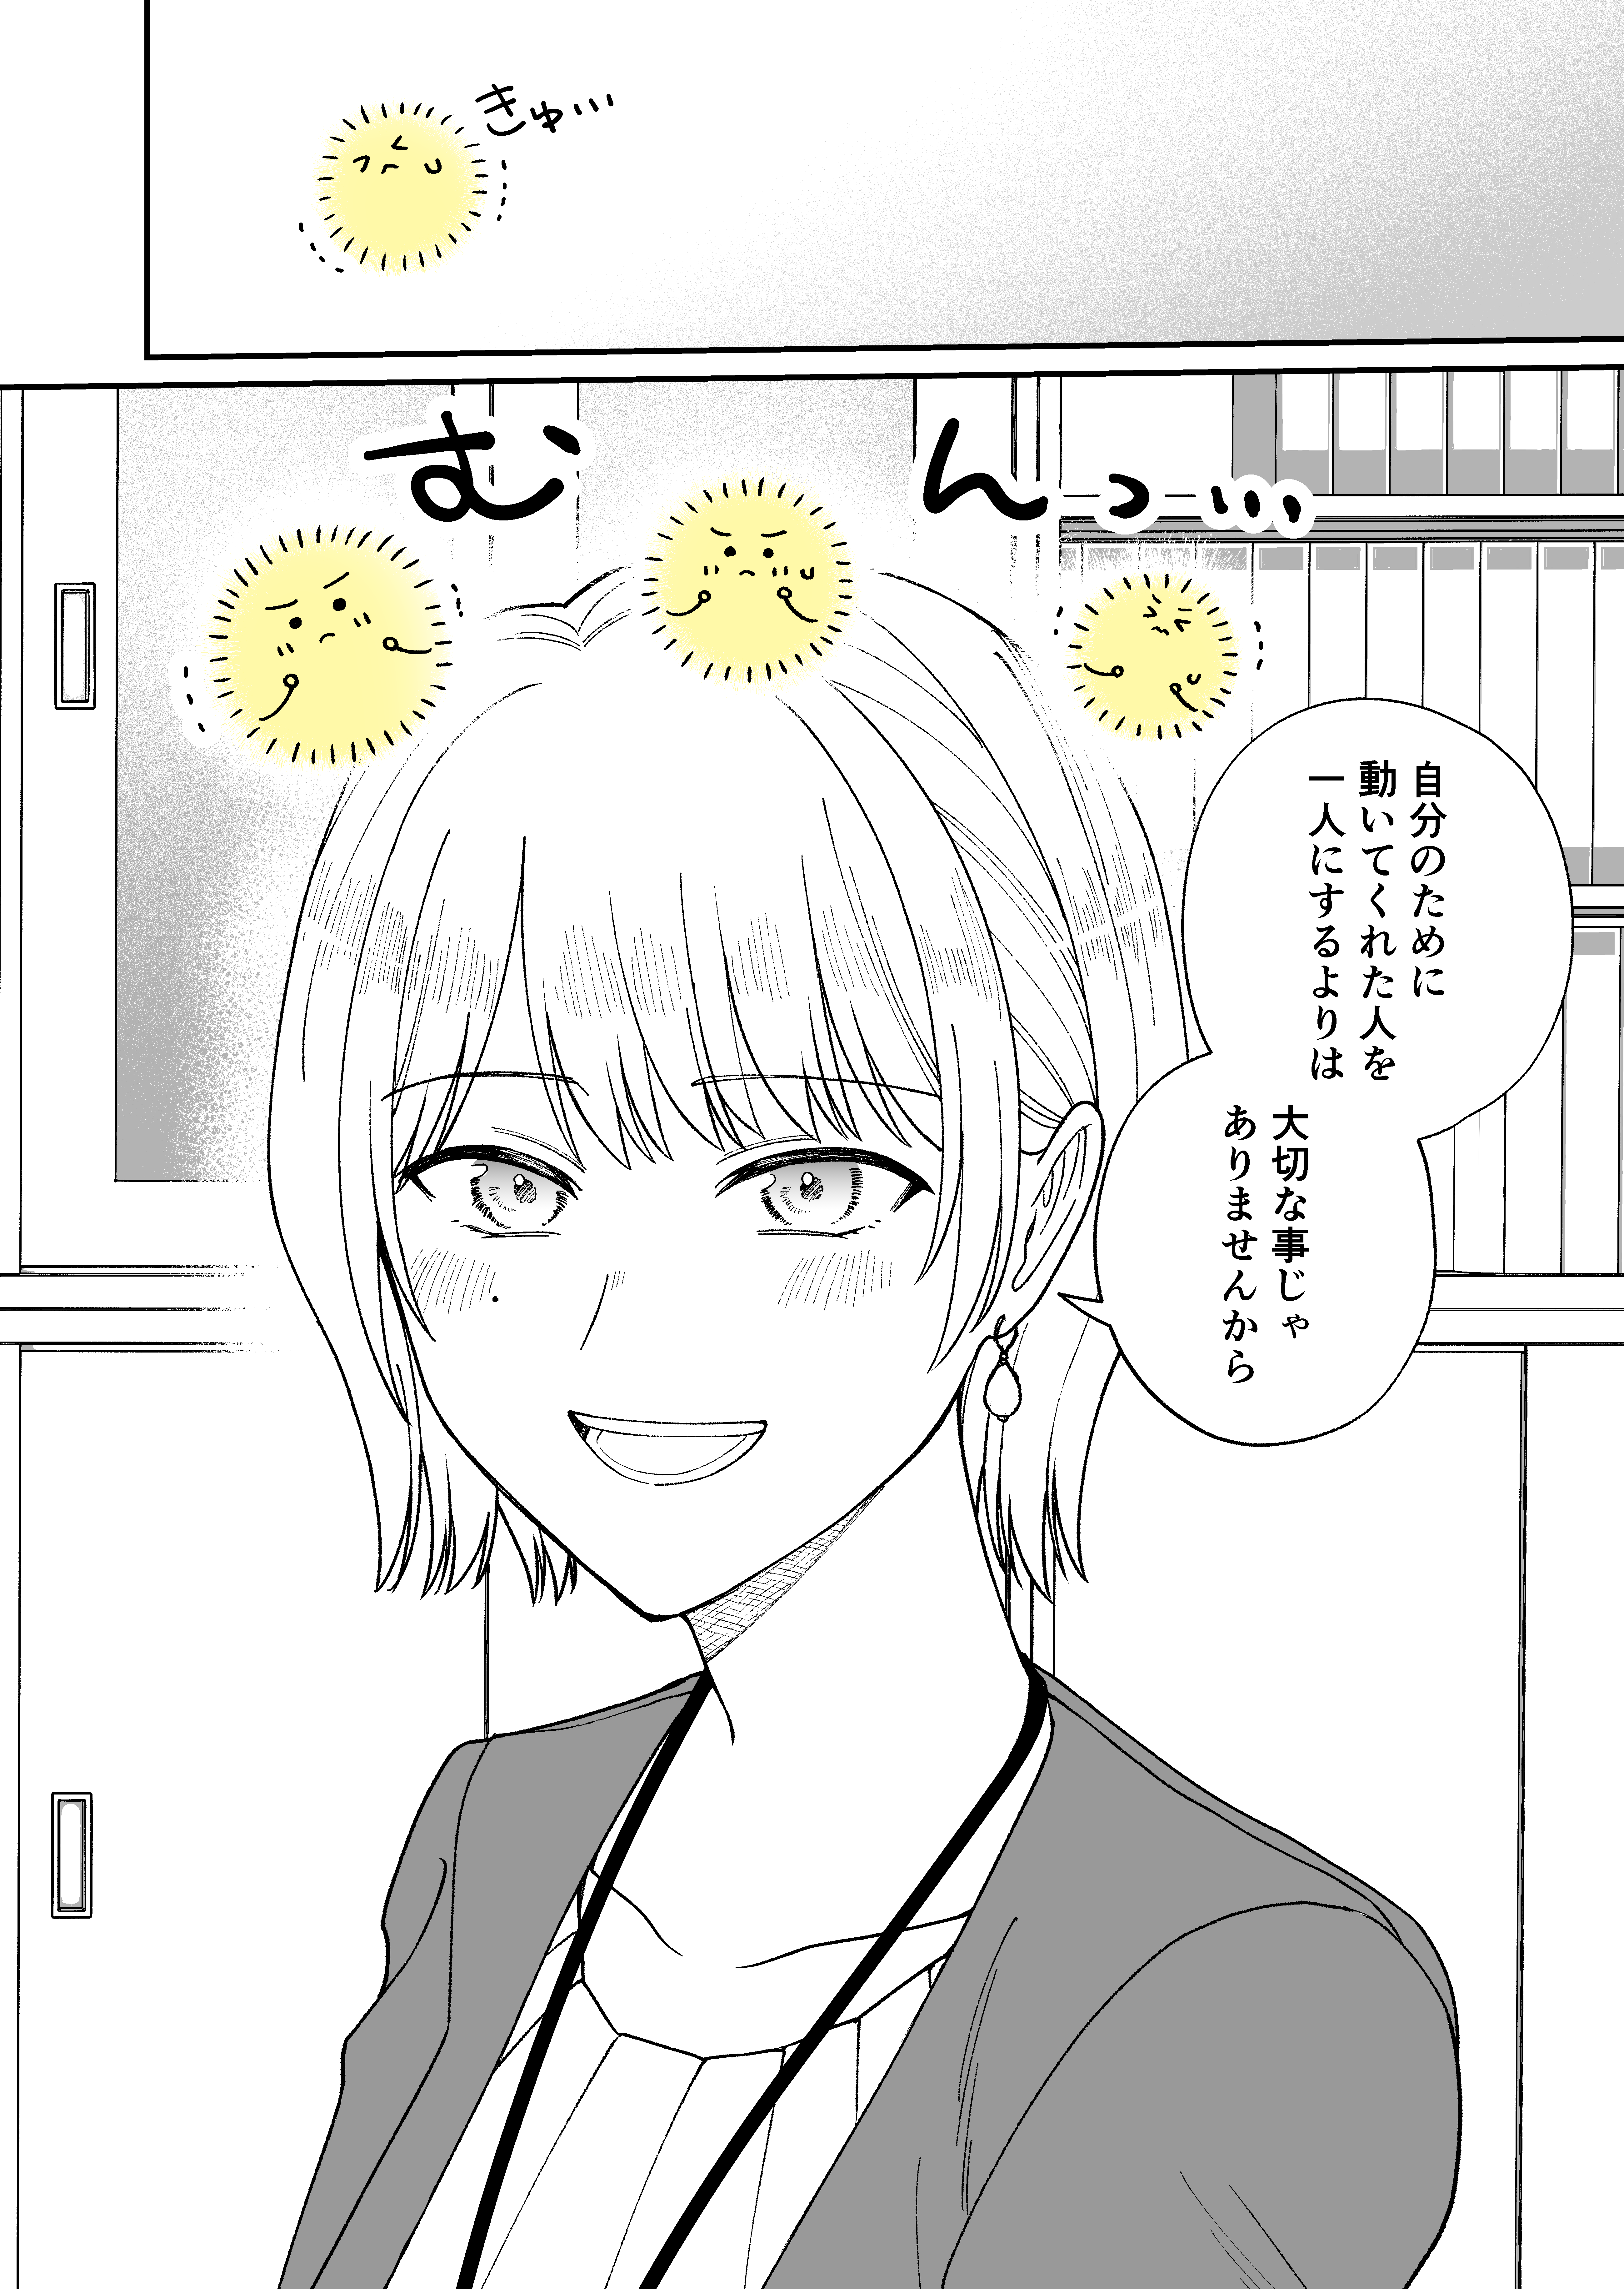 きゅ…
むんっ…
自分のために
動いてくれた人を
一人にするよりは
大切な事じゃ
ありませんから